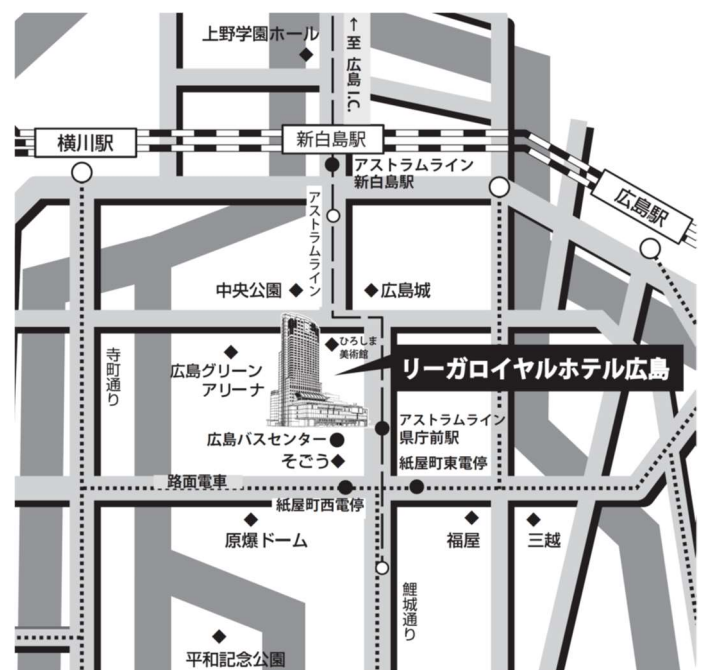 上野学園ホール
←至 広島I.C.
横川駅
新白島駅
アストラムライン
新白島駅
広島駅
アストラムライン
中央公園
広島城
ひろしま
美術館
寺町通り
広島グリーン
アリーナ
リーガロイヤルホテル広島
アストラムライン
県庁前駅
広島バスセンター
そごう
紙屋町東電停
路面電車
紙屋町西電停
原爆ドーム
福屋
三越
鯉城通り
平和記念公園